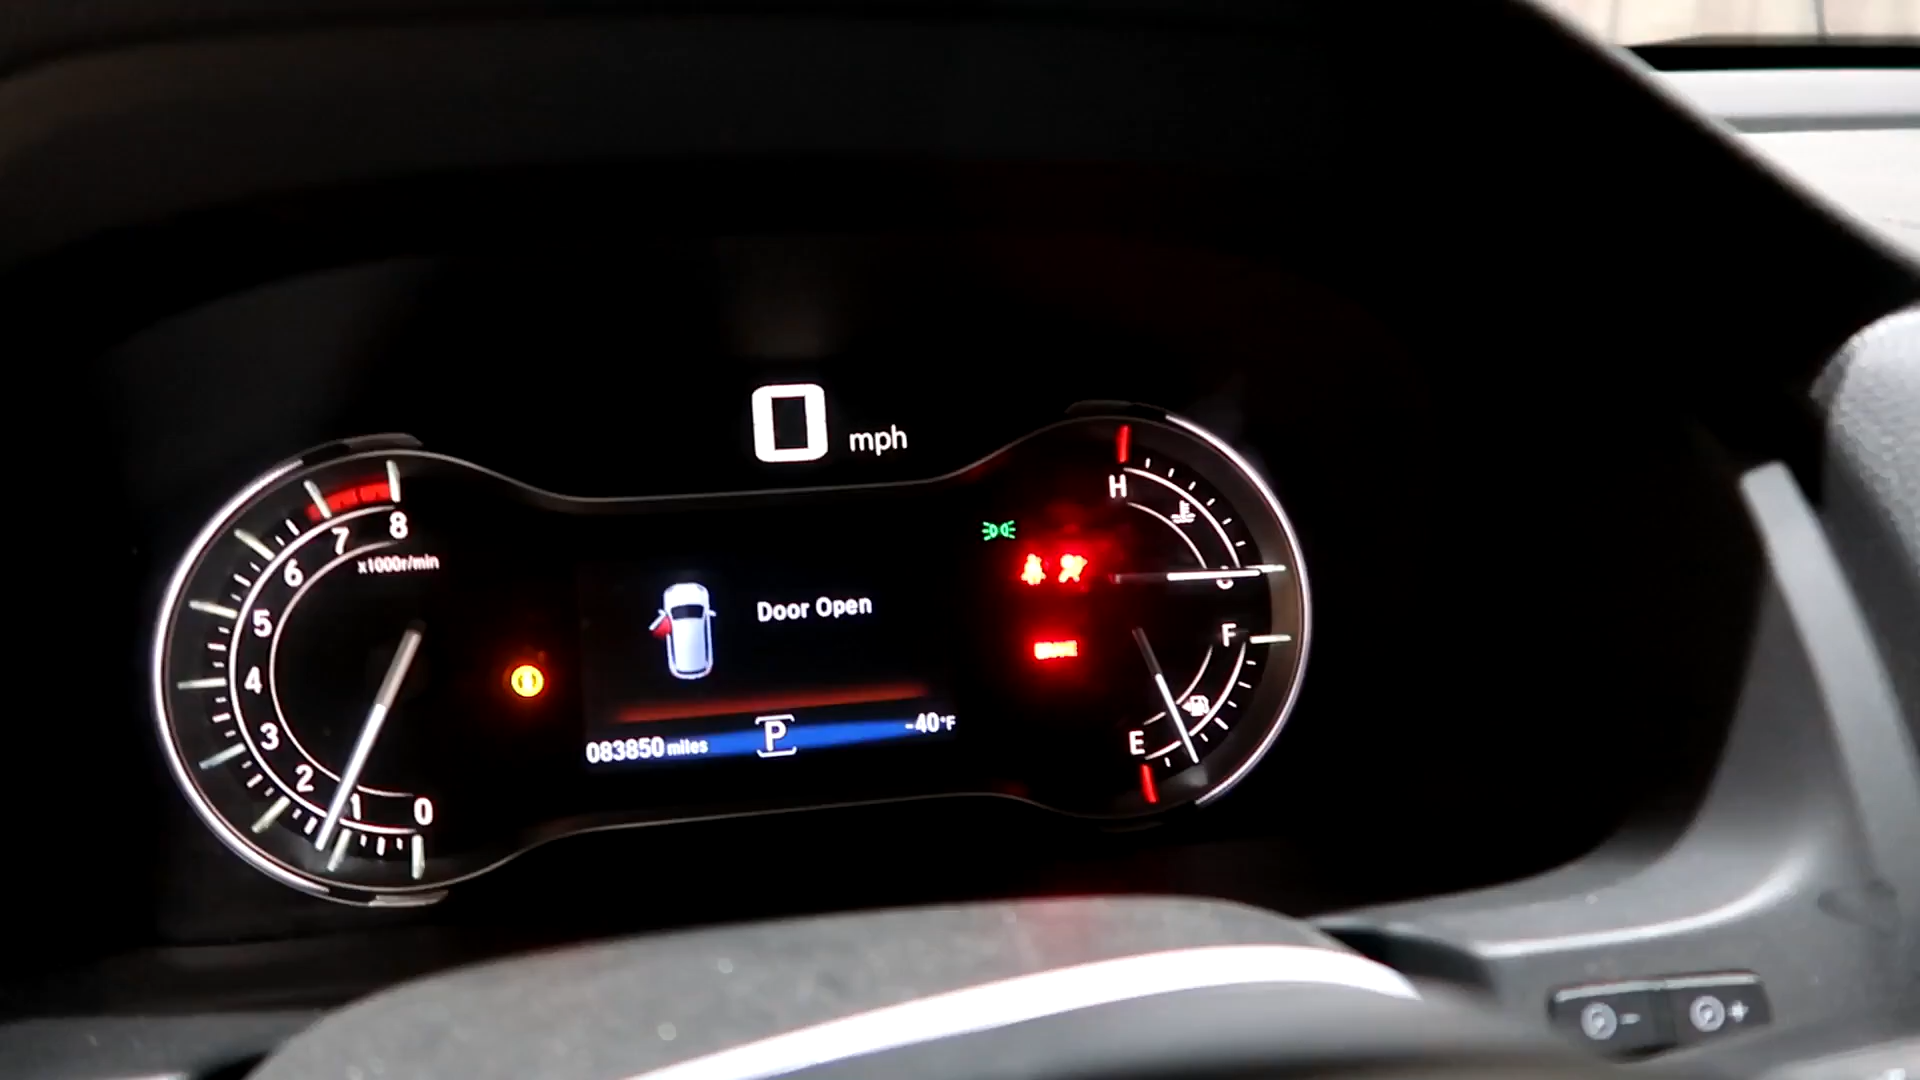 0 mph
8
7
x1000r/min
6
5
4
3
2
1
0
Door Open
083850 miles
P
-40°F
H
F
E
- +